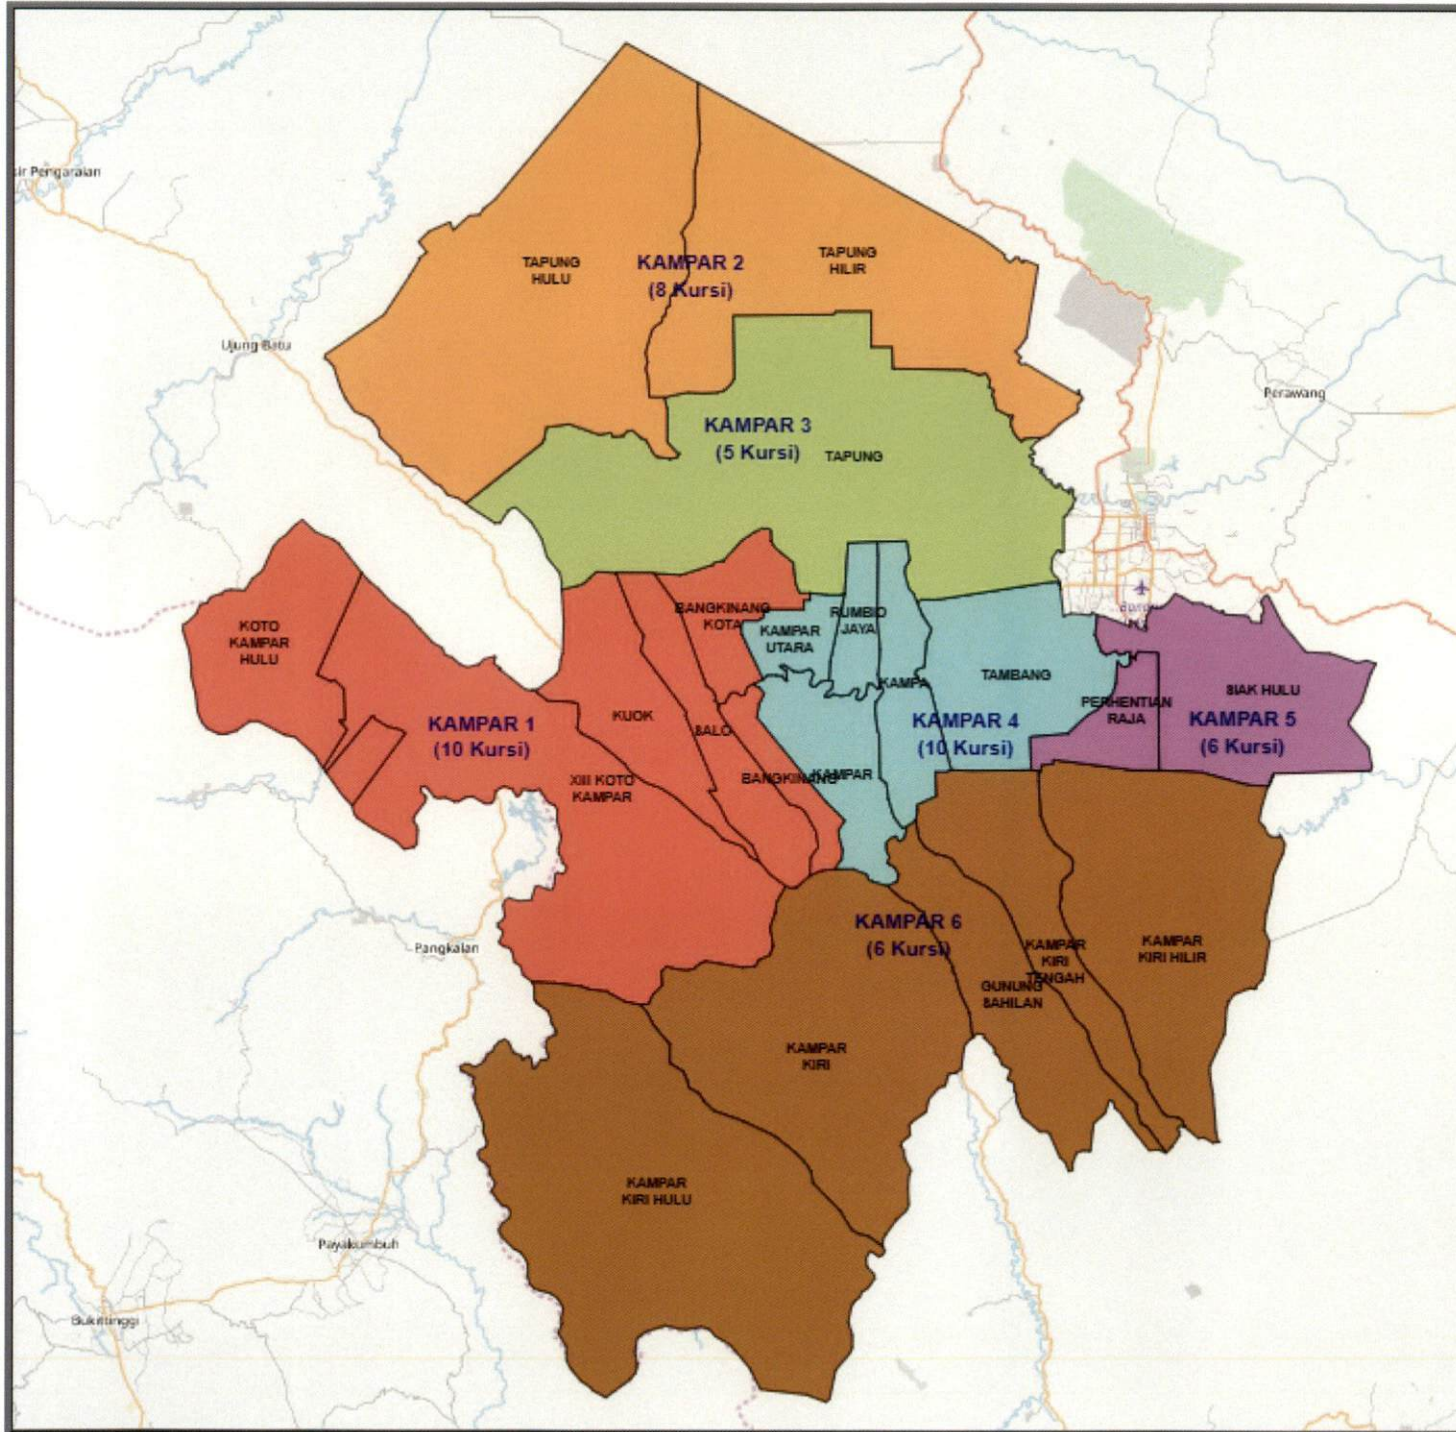 sir Pengaraian
TAPUNG
HULU
KAMPAR 2
(8 Kursi)
TAPUNG
HILIR
Ujung Batu
Perawang
KAMPAR 3
(5 Kursi)
TAPUNG
KOTO
KAMPAR
HULU
BANGKINANG
KOTA
KAMPAR
UTARA
RUMBIO
JAYA
KAMPA
TAMBANG
PERHENTIAN
RAJA
SIAK HULU
KAMPAR 1
(10 Kursi)
KUOK
SALO
KAMPAR 4
(10 Kursi)
KAMPAR 5
(6 Kursi)
XIII KOTO
KAMPAR
BANGKINANG
KAMPAR
KAMPAR 6
(6 Kursi)
Pangkalan
KAMPAR
KIRI
TENGAH
KAMPAR
KIRI HILIR
GUNUNG
SAHILAN
KAMPAR
KIRI
KAMPAR
KIRI HULU
Payakumbuh
Bukittinggi